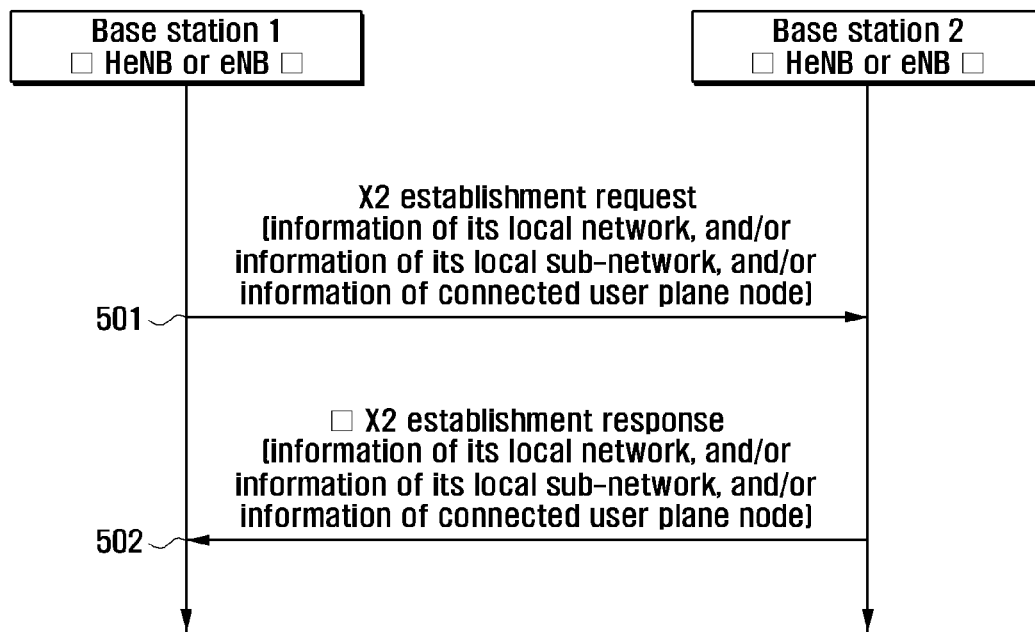 Base station 1
□ HeNB or eNB □
Base station 2
□ HeNB or eNB □
X2 establishment request
(information of its local network, and/or
information of its local sub-network, and/or
information of connected user plane node)
501
□ X2 establishment response
(information of its local network, and/or
information of its local sub-network, and/or
information of connected user plane node)
502